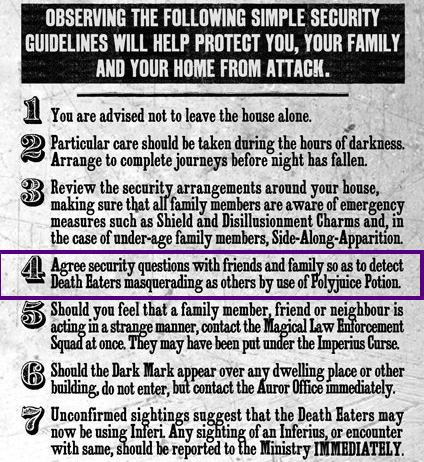 OBSERVING THE FOLLOWING SIMPLE SECURITY
GUIDELINES WILL HELP PROTECT YOU, YOUR FAMILY
AND YOUR HOME FROM ATTACK.
1 You are advised not to leave the house alone.
2 Particular care should be taken during the hours of darkness.
Arrange to complete journeys before night has fallen.
3 Review the security arrangements around your house,
making sure that all family members are aware of emergency
measures such as Shield and Disillusionment Charms and, in
the case of under-age family members, Side-Along-Apparition.
4 Agree security questions with friends and family so as to detect
Death Eaters masquerading as others by use of Polyjuice Potion.
5 Should you feel that a family member, friend or neighbour is
acting in a strange manner, contact the Magical Law Enforcement
Squad at once. They may have been put under the Imperius Curse.
6 Should the Dark Mark appear over any dwelling place or other
building, do not enter, but contact the Auror Office immediately.
7 Unconfirmed sightings suggest that the Death Eaters may
now be using Inferi. Any sighting of an Inferius, or encounter
with same, should be reported to the Ministry IMMEDIATELY.